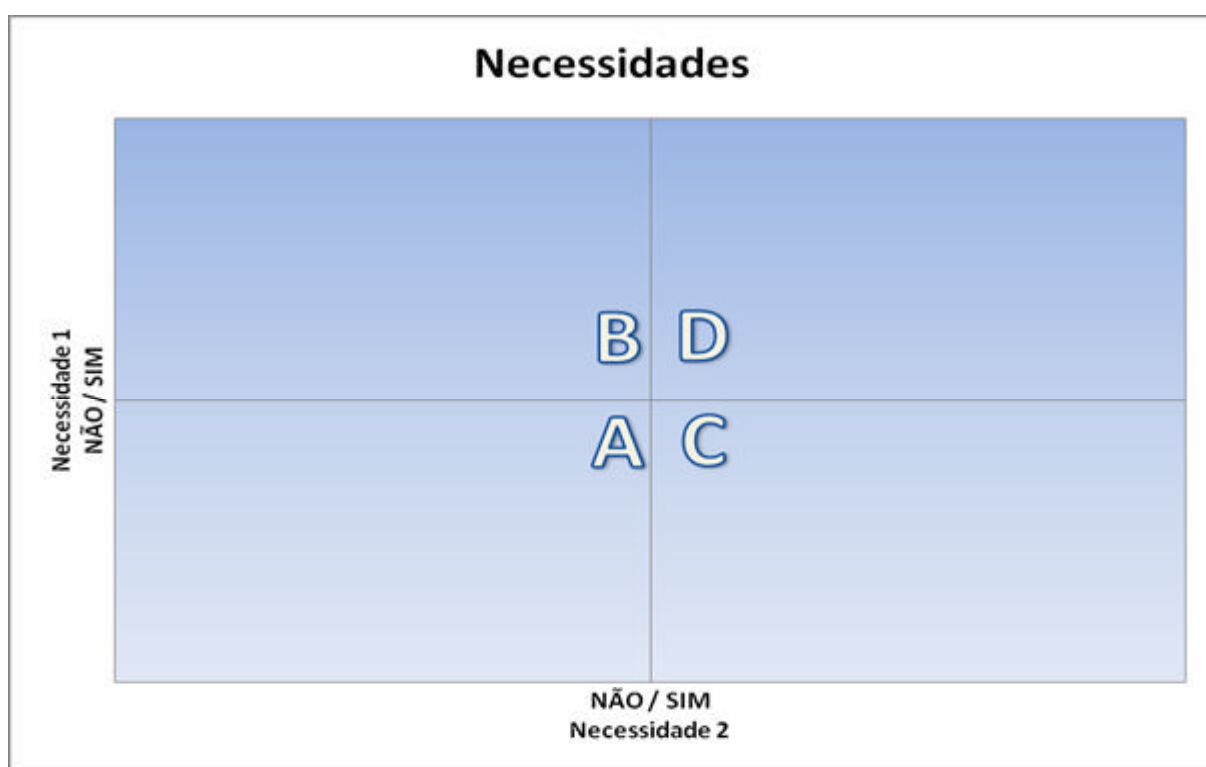 Necessidades
B D
A C
Necessidade 1
NÃO / SIM
NÃO / SIM
Necessidade 2